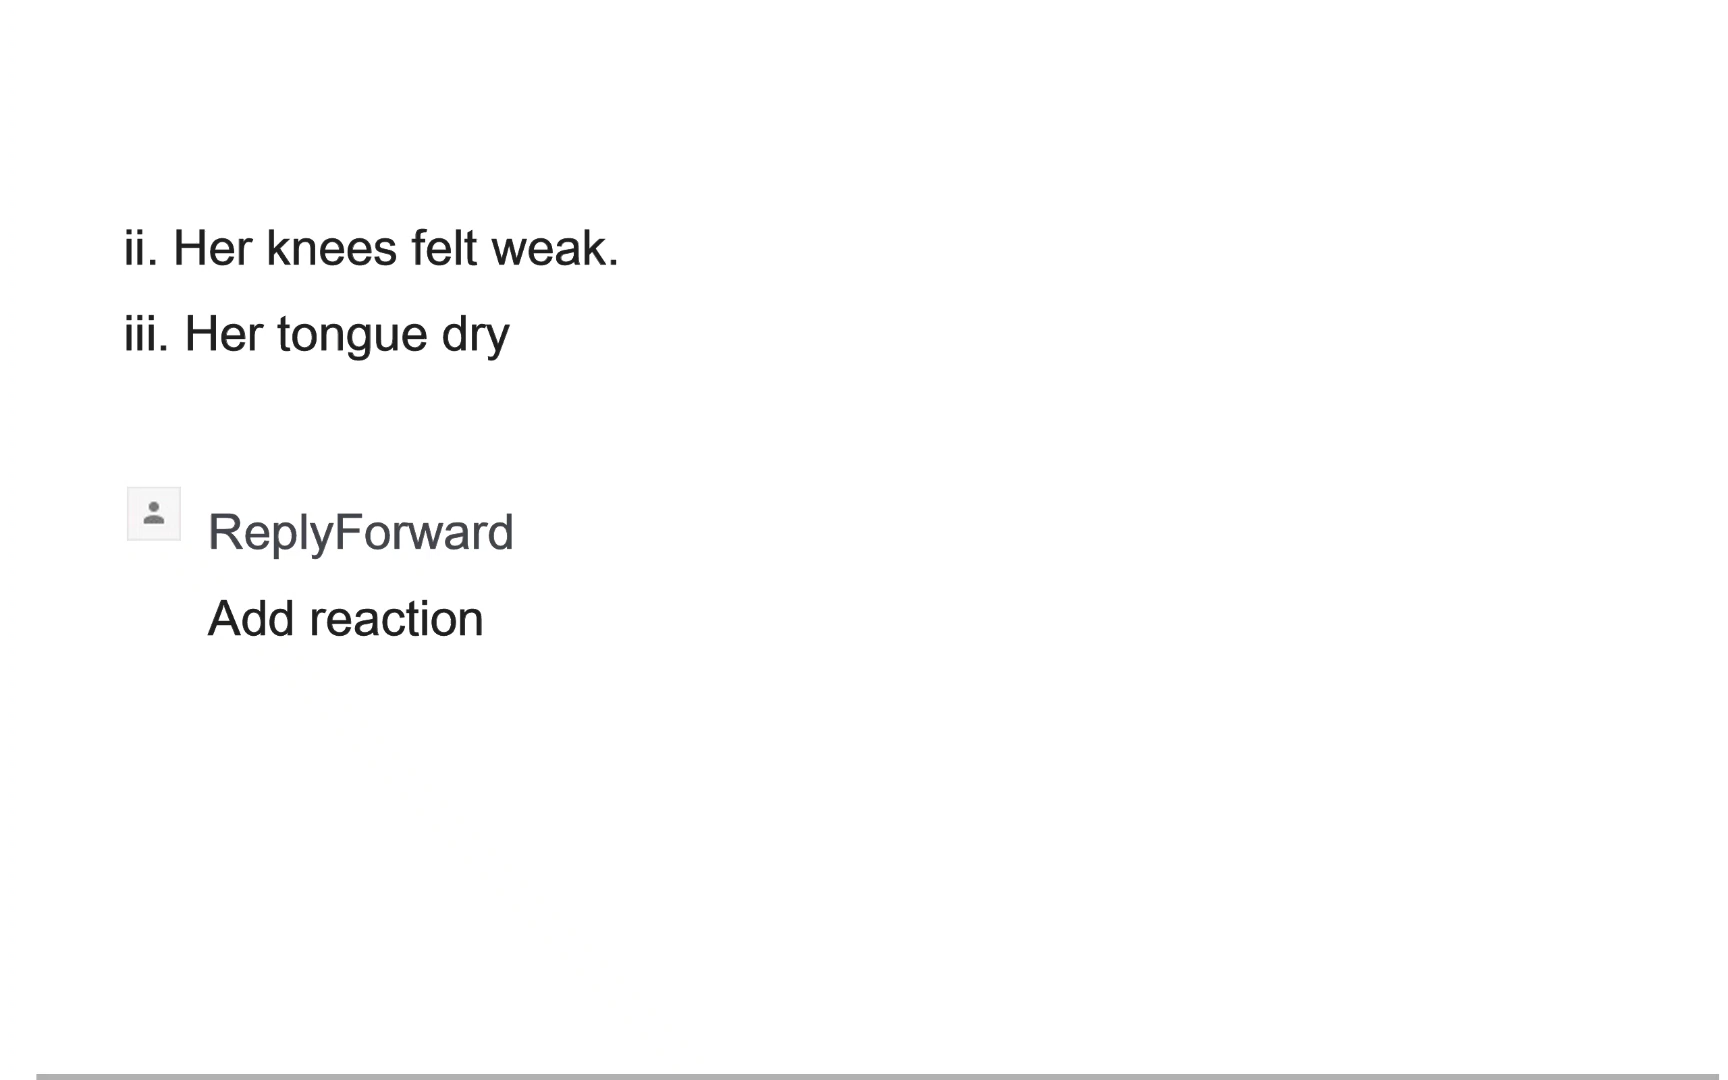 ii. Her knees felt weak.
iii. Her tongue dry
ReplyForward
Add reaction